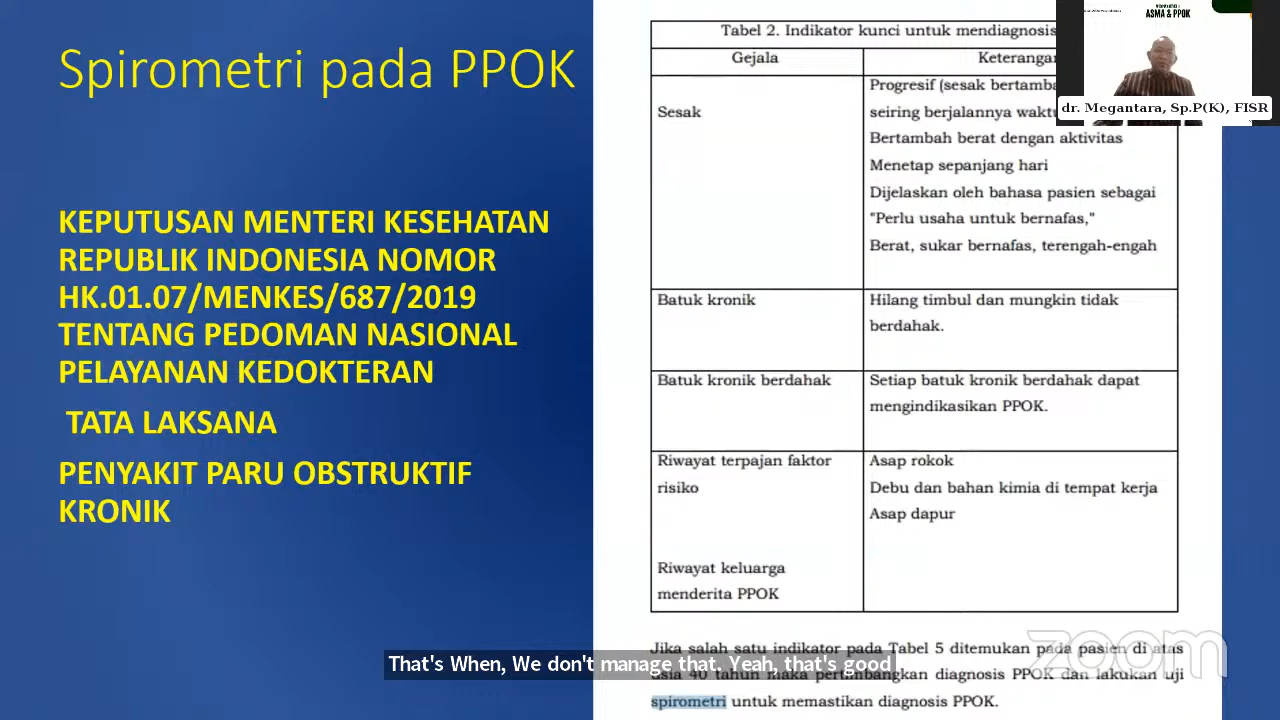 Spirometri pada PPOK
KEPUTUSAN MENTERI KESEHATAN
REPUBLIK INDONESIA NOMOR
HK.01.07/MENKES/687/2019
TENTANG PEDOMAN NASIONAL
PELAYANAN KEDOKTERAN
TATA LAKSANA
PENYAKIT PARU OBSTRUKTIF
KRONIK
Tabel 2. Indikator kunci untuk mendiagnosis
Gejala
Keterangan
Sesak
Progresif (sesak
seiring berjalannya
Bertambah berat dengan aktivitas
Menetap sepanjang hari
Dijelaskan oleh bahasa pasien sebagai
"Perlu usaha untuk bernafas,"
Berat, sukar bernafas, terengah-engah
Batuk kronik
Hilang timbul dan mungkin tidak
berdahak.
Batuk kronik berdahak
Setiap batuk kronik berdahak dapat
mengindikasikan PPOK.
Riwayat terpajan faktor
risiko
Asap rokok
Debu dan bahan kimia di tempat kerja
Asap dapur
Riwayat keluarga
menderita PPOK
Jika salah satu indikator pada Tabel 5 ditemukan pada pasien di atas
usia 40 tahun maka pertimbangkan diagnosis PPOK dan lakukan uji
spirometri untuk memastikan diagnosis PPOK.
ASMA & PPOK
dr. Megantara, Sp.P(K), FISR
That's When, We don't manage that. Yeah, that's good
zoom